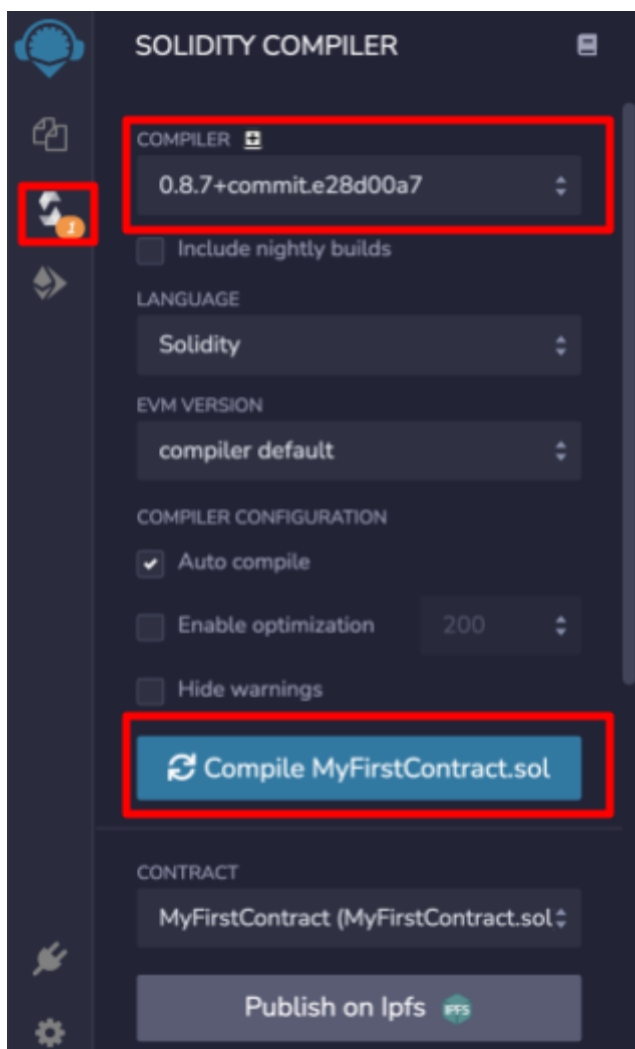 SOLIDITY COMPILER
COMPILER
0.8.7+commit.e28d00a7
1
Include nightly builds
LANGUAGE
Solidity
EVM VERSION
compiler default
COMPILER CONFIGURATION
Auto compile
Enable optimization 200
Hide warnings
Compile MyFirstContract.sol
CONTRACT
MyFirstContract (MyFirstContract.sol
Publish on Ipfs IPFS